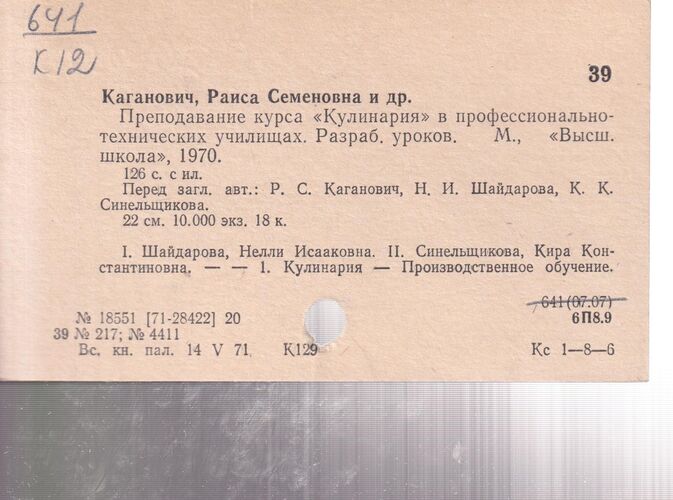 641
К12
39
Каганович, Раиса Семеновна и др.
Преподавание курса «Кулинария» в профессионально-
технических училищах. Разраб. уроков. М., «Высш.
школа», 1970.
126 с. с ил.
Перед загл. авт.: Р. С. Каганович, Н. И. Шайдарова, К. К.
Синельщикова.
22 см. 10.000 экз. 18 к.
I. Шайдарова, Нелли Исааковна. II. Синельщикова, Кира Кон-
стантиновна. — — 1. Кулинария — Производственное обучение.
641(07.07)
№ 18551 [71-28422] 20 6П8.9
39 № 217; № 4411
Вс. кн. пал. 14 V 71 К129 Кс 1—8—6